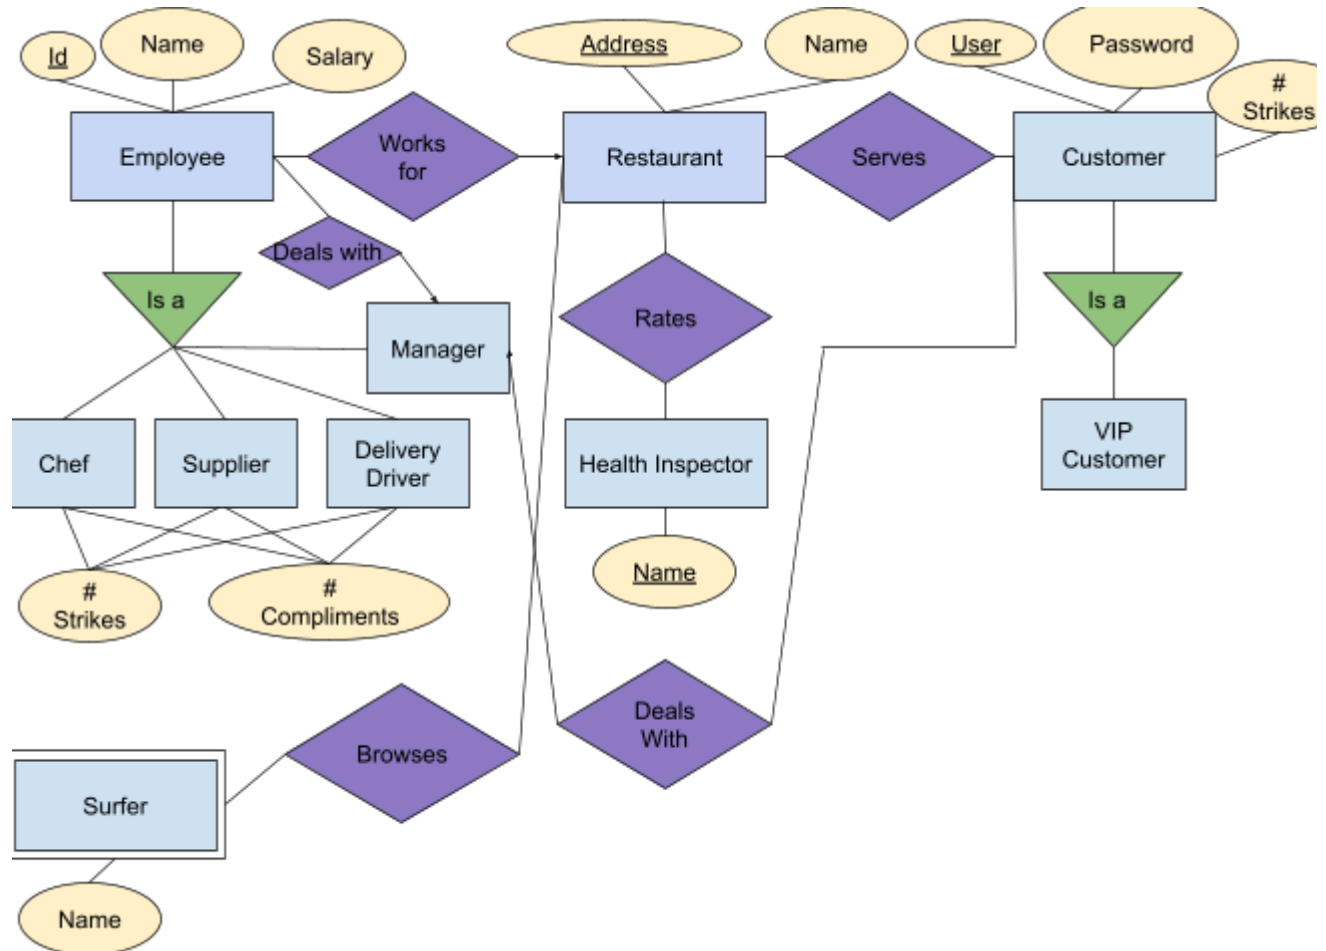 Id
Name
Salary
Address
Name
User
Password
#
Strikes
Employee
Works
for
Restaurant
Serves
Customer
Deals with
Is a
Manager
Rates
Is a
Chef
Supplier
Delivery
Driver
Health Inspector
VIP
Customer
#
Strikes
#
Compliments
Name
Browses
Deals
With
Surfer
Name